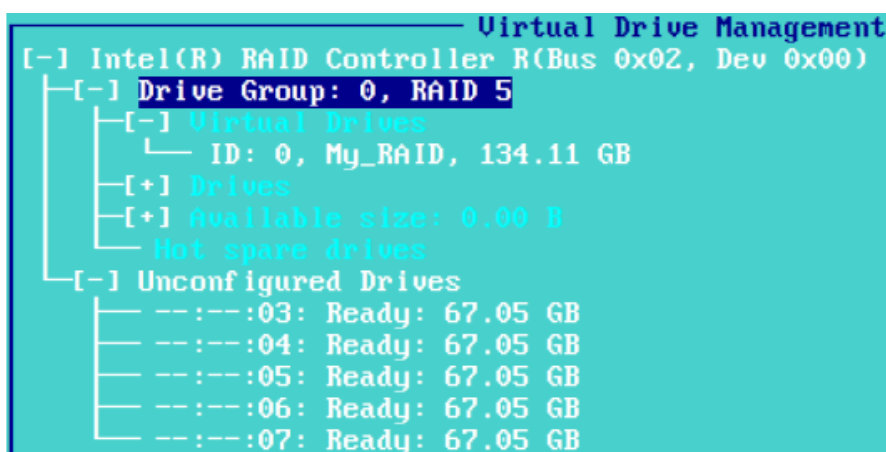 Virtual Drive Management
[-] Intel(R) RAID Controller R(Bus 0x02, Dev 0x00)
[-] Drive Group: 0, RAID 5
[-] Virtual Drives
ID: 0, My_RAID, 134.11 GB
[+] Drives
[+] Available size: 0.00 B
Hot spare drives
[-] Unconfigured Drives
--:--:03: Ready: 67.05 GB
--:--:04: Ready: 67.05 GB
--:--:05: Ready: 67.05 GB
--:--:06: Ready: 67.05 GB
--:--:07: Ready: 67.05 GB